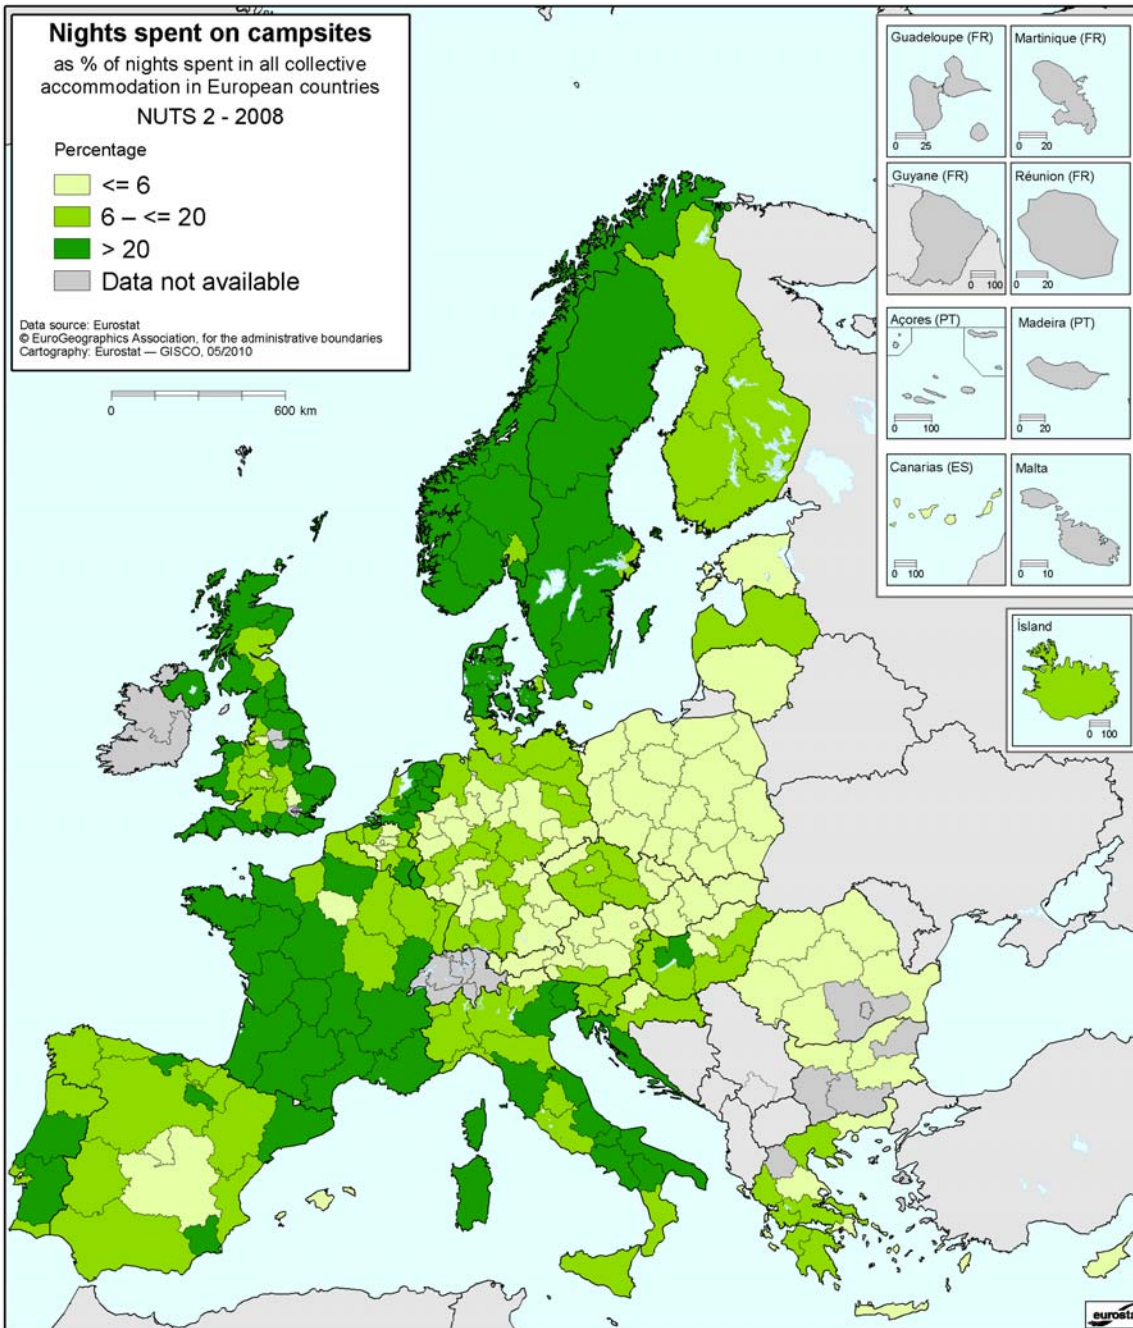 Nights spent on campsites
as % of nights spent in all collective
accommodation in European countries
NUTS 2 - 2008
Percentage
<= 6
6 – <= 20
> 20
Data not available
Data source: Eurostat
© EuroGeographics Association, for the administrative boundaries
Cartography: Eurostat — GISCO, 05/2010
0 600 km
Guadeloupe (FR)
0 25
Martinique (FR)
0 20
Guyane (FR)
0 100
Réunion (FR)
0 20
Açores (PT)
0 100
Madeira (PT)
0 20
Canarias (ES)
0 100
Malta
0 10
Ísland
0 100